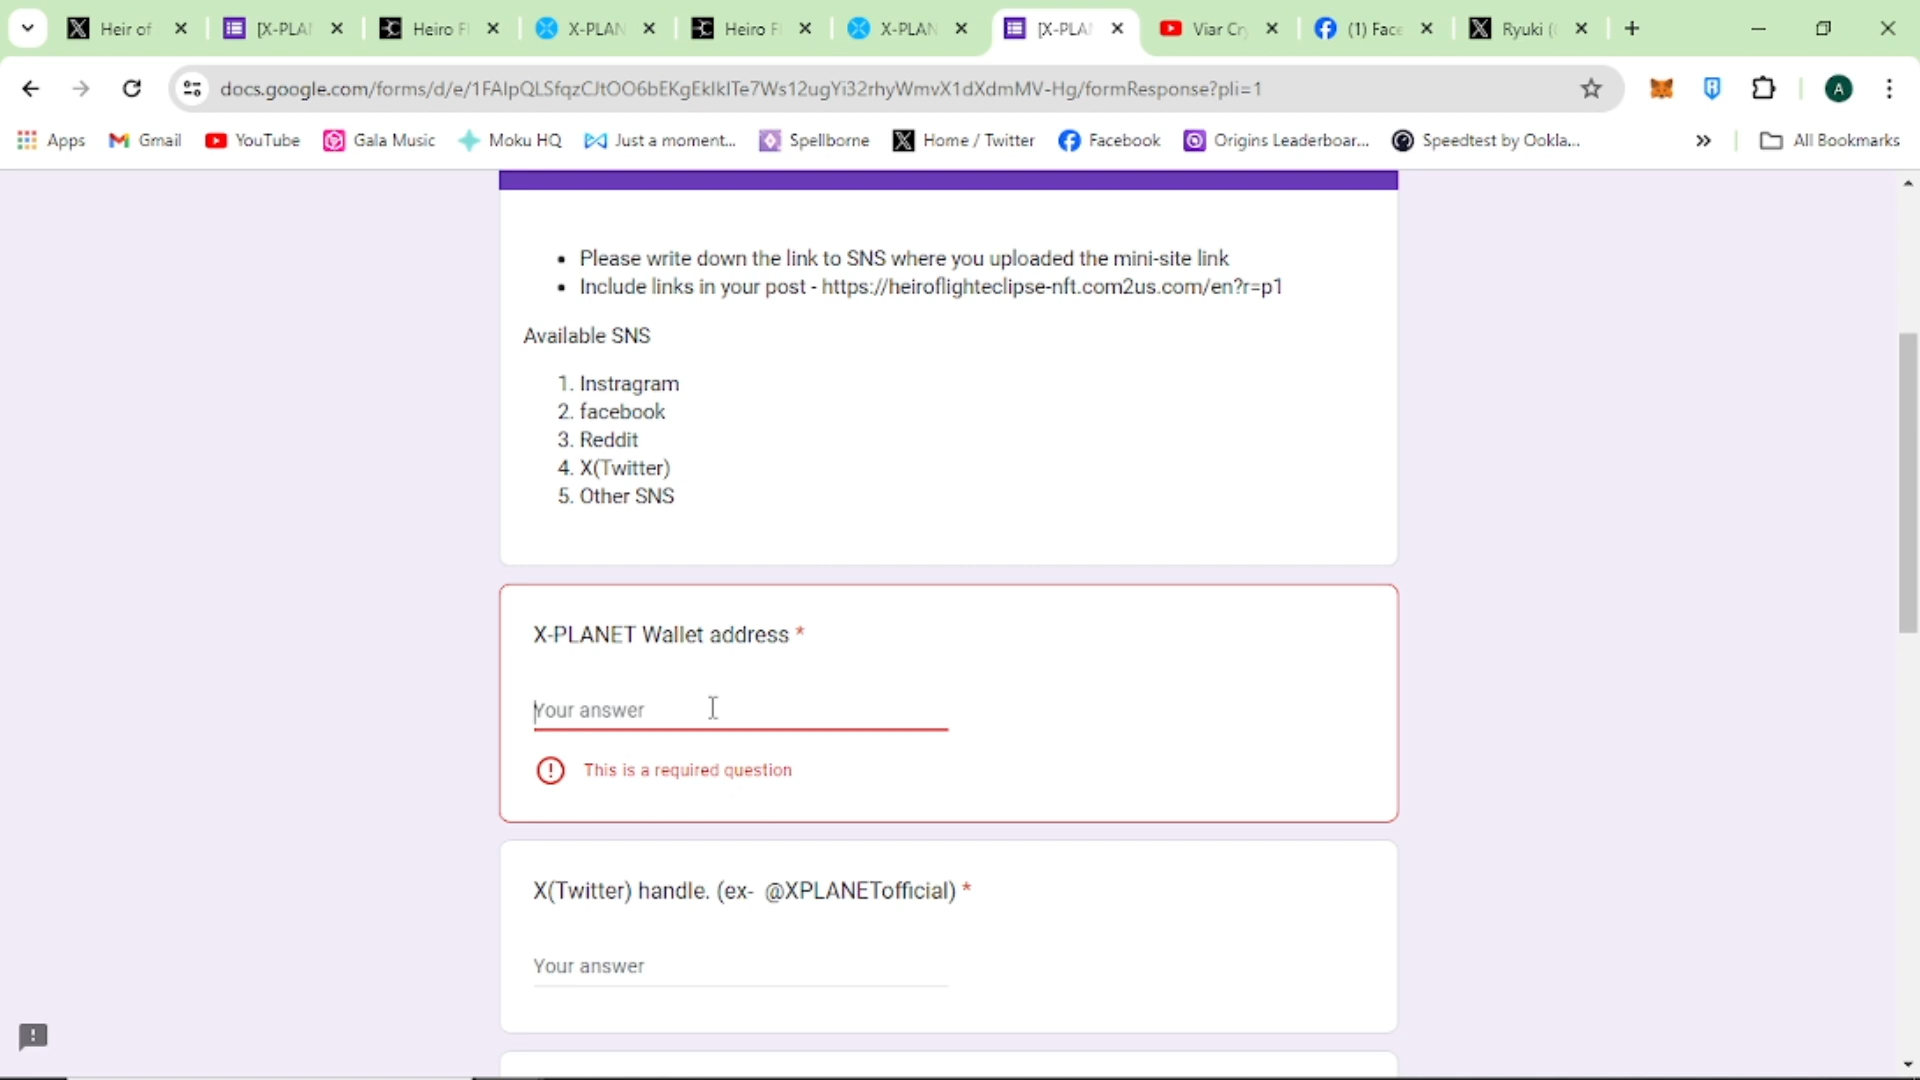 Heir of
[X-PLA
Heiro F
X-PLAN
Heiro F
X-PLAN
[X-PLA
Viar Cr
(1) Face
Ryuki (
docs.google.com/forms/d/e/1FAIpQLSfqzCJtOO6bEKgEkIkITe7Ws12ugYi32rhyWmvX1dXdmMV-Hg/formResponse?pli=1
A
Apps
Gmail
YouTube
Gala Music
Moku HQ
Just a moment...
Spellborne
Home / Twitter
Facebook
Origins Leaderboar...
Speedtest by Ookla...
All Bookmarks
• Please write down the link to SNS where you uploaded the mini-site link
• Include links in your post - https://heiroflighteclipse-nft.com2us.com/en?r=p1
Available SNS
1. Instragram
2. facebook
3. Reddit
4. X(Twitter)
5. Other SNS
X-PLANET Wallet address *
Your answer
This is a required question
X(Twitter) handle. (ex- @XPLANETofficial) *
Your answer